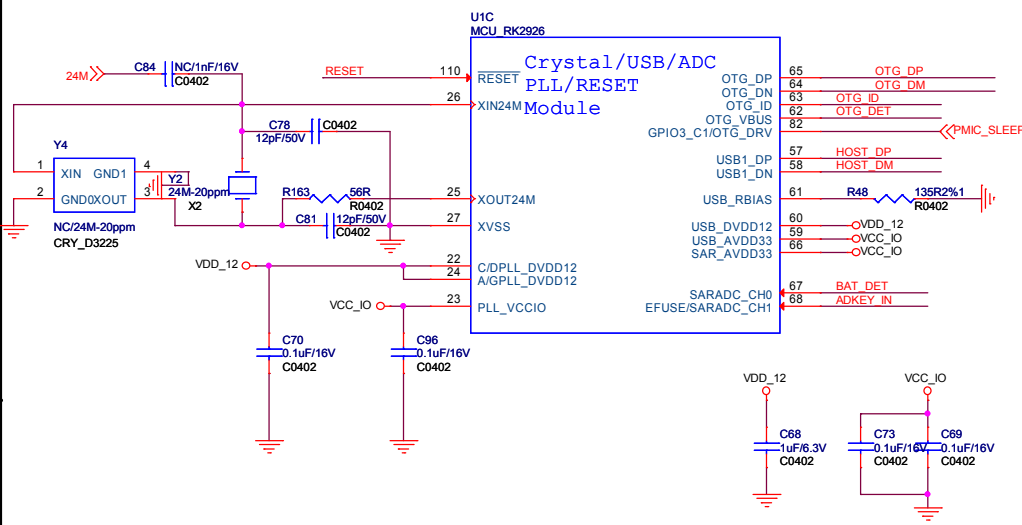 U1C
MCU_RK2926
Crystal/USB/ADC
PLL/RESET
Module
24M
C84
NC/1nF/16V
C0402
RESET
110
RESET
26
XIN24M
C78
12pF/50V
C0402
Y4
1
XIN
GND1
4
2
GND0
XOUT
3
NC/24M-20ppm
CRY_D3225
Y2
24M-20ppm
X2
R163
56R
R0402
25
XOUT24M
C81
12pF/50V
C0402
27
XVSS
VDD_12
22
C/DPLL_DVDD12
24
A/GPLL_DVDD12
VCC_IO
23
PLL_VCCIO
C70
0.1uF/16V
C0402
C96
0.1uF/16V
C0402
OTG_DP
65
OTG_DP
OTG_DN
64
OTG_DM
OTG_ID
63
OTG_ID
OTG_VBUS
62
OTG_DET
GPIO3_C1/OTG_DRV
82
PMIC_SLEEP
USB1_DP
57
HOST_DP
USB1_DN
58
HOST_DM
USB_RBIAS
61
R48
135R2%1
R0402
USB_DVDD12
60
VDD_12
USB_AVDD33
59
VCC_IO
SAR_AVDD33
66
VCC_IO
SARADC_CH0
67
BAT_DET
EFUSE/SARADC_CH1
68
ADKEY_IN
VDD_12
C68
1uF/6.3V
C0402
VCC_IO
C73
0.1uF/16V
C0402
C69
0.1uF/16V
C0402